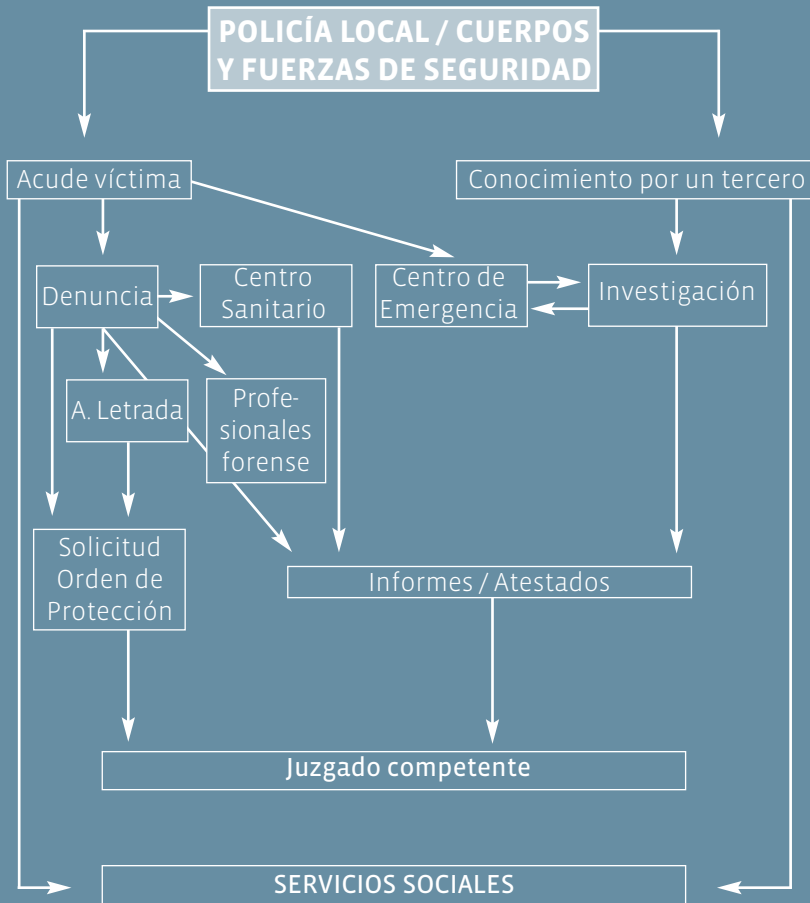 POLICÍA LOCAL / CUERPOS
Y FUERZAS DE SEGURIDAD
Acude víctima
Conocimiento por un tercero
Denuncia
Centro
Sanitario
Centro de
Emergencia
Investigación
A. Letrada
Profe-
sionales
forense
Solicitud
Orden de
Protección
Informes / Atestados
Juzgado competente
SERVICIOS SOCIALES